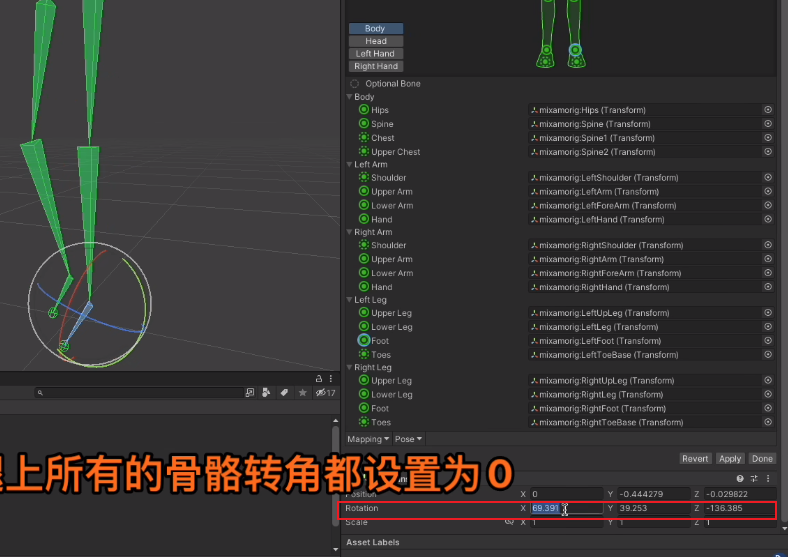 Body
Head
Left Hand
Right Hand
Optional Bone
Body
Hips mixamorig:Hips (Transform)
Spine mixamorig:Spine (Transform)
Chest mixamorig:Spine1 (Transform)
Upper Chest mixamorig:Spine2 (Transform)
Left Arm
Shoulder mixamorig:LeftShoulder (Transform)
Upper Arm mixamorig:LeftArm (Transform)
Lower Arm mixamorig:LeftForeArm (Transform)
Hand mixamorig:LeftHand (Transform)
Right Arm
Shoulder mixamorig:RightShoulder (Transform)
Upper Arm mixamorig:RightArm (Transform)
Lower Arm mixamorig:RightForeArm (Transform)
Hand mixamorig:RightHand (Transform)
Left Leg
Upper Leg mixamorig:LeftUpLeg (Transform)
Lower Leg mixamorig:LeftLeg (Transform)
Foot mixamorig:LeftFoot (Transform)
Toes mixamorig:LeftToeBase (Transform)
Right Leg
Upper Leg mixamorig:RightUpLeg (Transform)
Lower Leg mixamorig:RightLeg (Transform)
Foot mixamorig:RightFoot (Transform)
Toes mixamorig:RightToeBase (Transform)
17
Mapping Pose
Revert Apply Done
上所有的骨骼转角都设置为0
Position X 0 Y -0.444279 Z -0.029822
Rotation X 69.391 Y 39.253 Z -136.385
Scale X 1 Y 1 Z 1
Asset Labels